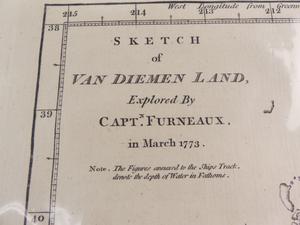 West Longitude from Green
215 213 212
38
SKETCH
of
VAN DIEMEN LAND,
Explored By
CAPT.N FURNEAUX.
in March 1773.
39
Note. The Figures annexed to the Ships Track,
denote the depth of Water in Fathoms.
40